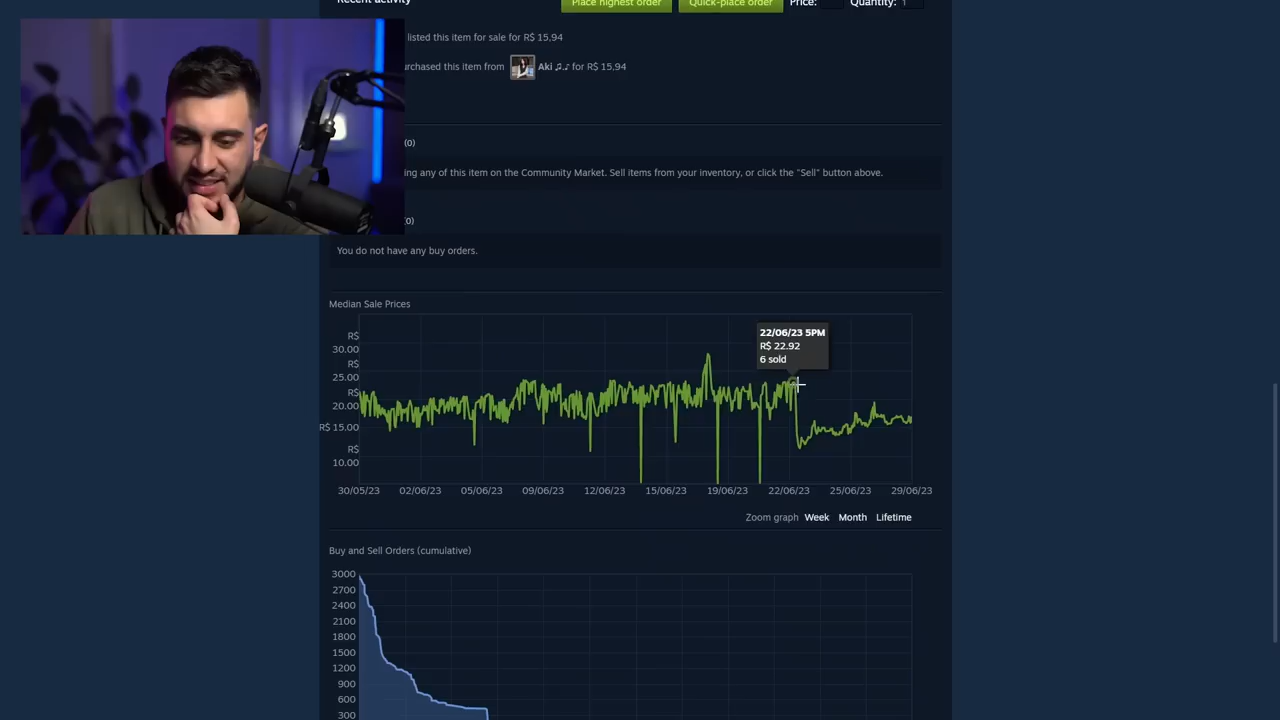 Recent activity
Place highest order
Quick-place order
Price:
Quantity: 1
listed this item for sale for R$ 15,94
urchased this item from Aki ♫♪ for R$ 15,94
(0)
ing any of this item on the Community Market. Sell items from your inventory, or click the "Sell" button above.
(0)
You do not have any buy orders.
Median Sale Prices
22/06/23 5PM
R$ 22.92
6 sold
R$
30.00
R$
25.00
R$
20.00
R$ 15.00
R$
10.00
30/05/23 02/06/23 05/06/23 09/06/23 12/06/23 15/06/23 19/06/23 22/06/23 25/06/23 29/06/23
Zoom graph Week Month Lifetime
Buy and Sell Orders (cumulative)
3000
2700
2400
2100
1800
1500
1200
900
600
300